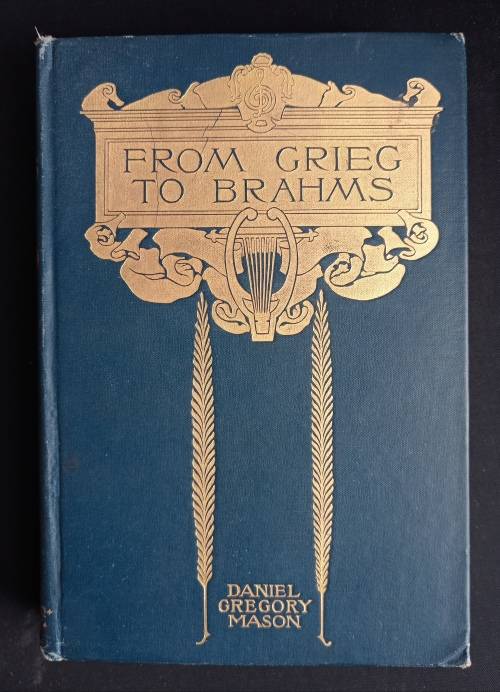 FROM GRIEG
TO BRAHMS
DANIEL
GREGORY
MASON